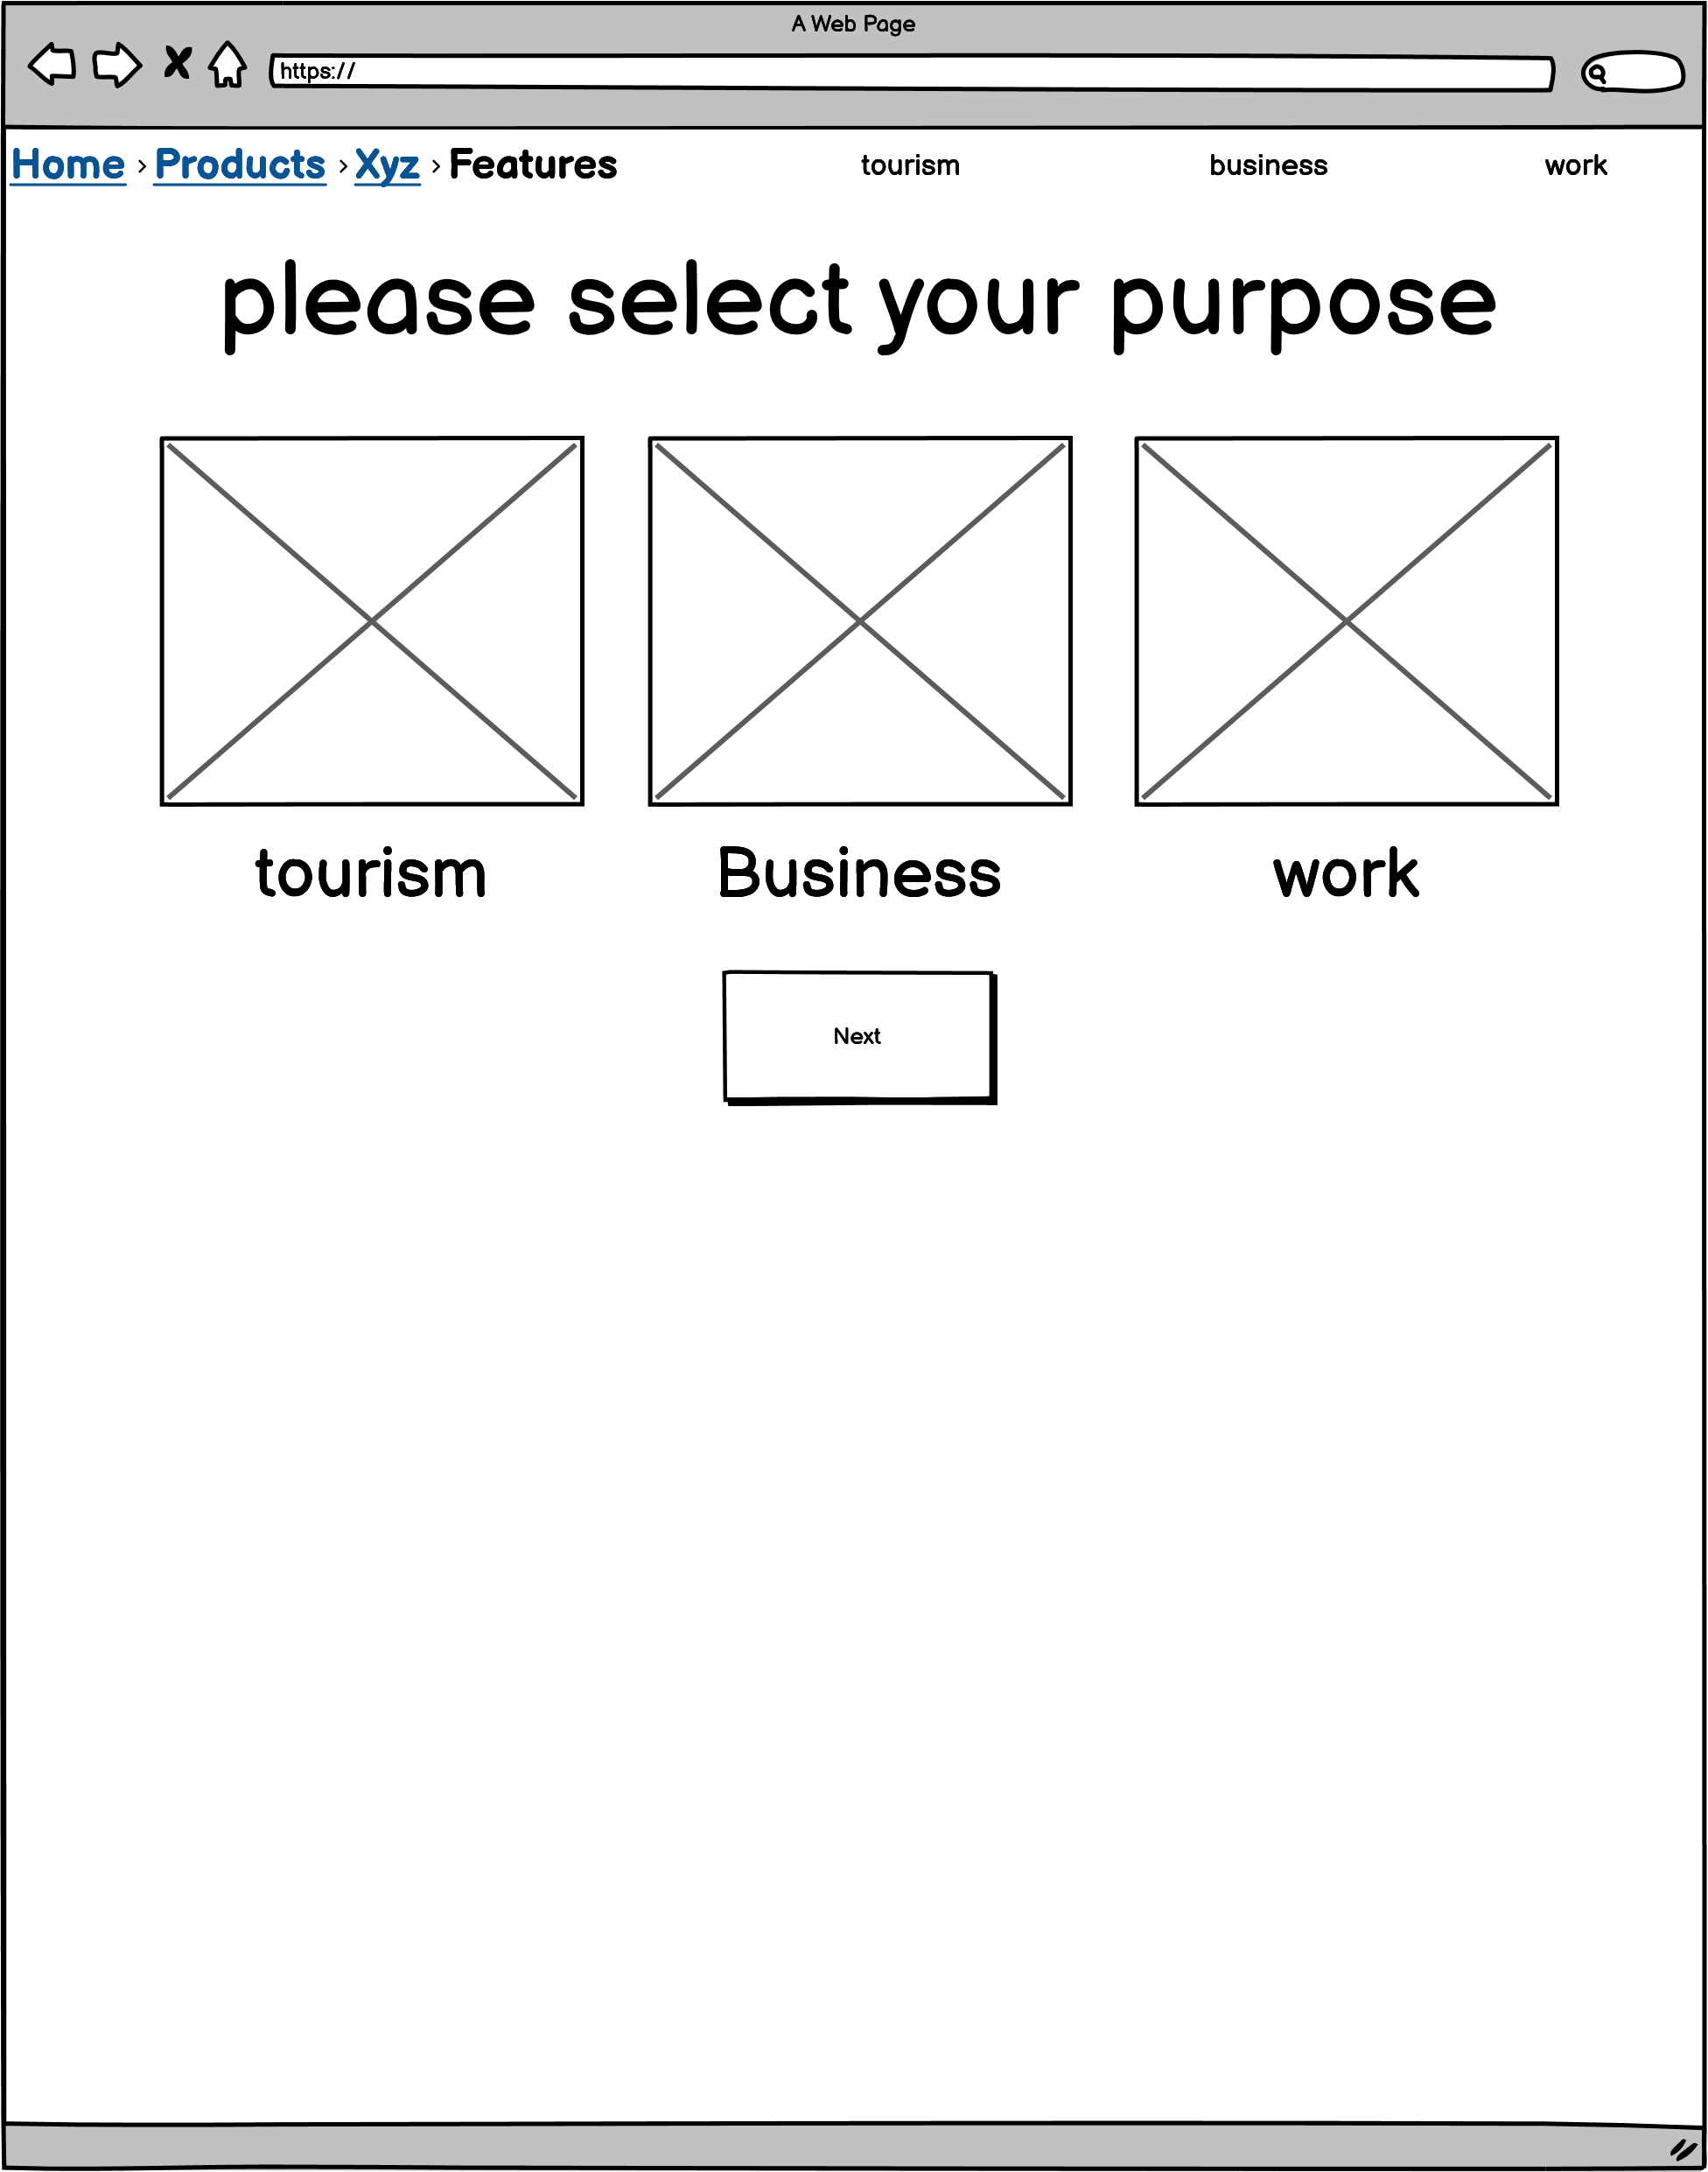 A Web Page
https://
Home > Products > Xyz > Features tourism business work
please select your purpose
tourism Business work
Next